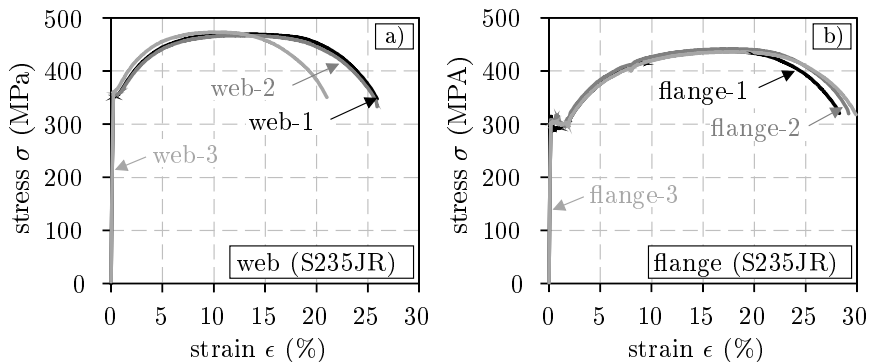 500
400
300
200
100
0
stress σ (MPa)
a)
web-2
web-1
web-3
web (S235JR)
0 5 10 15 20 25 30
strain ϵ (%)
500
400
300
200
100
0
stress σ (MPA)
b)
flange-1
flange-2
flange-3
flange (S235JR)
0 5 10 15 20 25 30
strain ϵ (%)